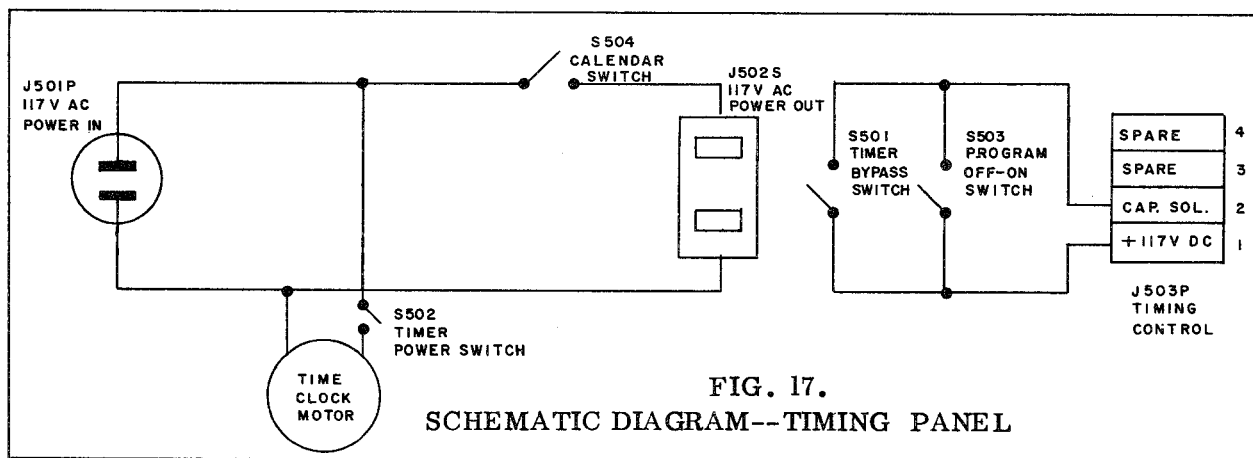 J501P
117V AC
POWER IN
S504
CALENDAR
SWITCH
J502S
117V AC
POWER OUT
S501
TIMER
BYPASS
SWITCH
S503
PROGRAM
OFF-ON
SWITCH
SPARE 4
SPARE 3
CAP. SOL. 2
+117V DC 1
J503P
TIMING
CONTROL
S502
TIMER
POWER SWITCH
TIME
CLOCK
MOTOR
FIG. 17.
SCHEMATIC DIAGRAM--TIMING PANEL